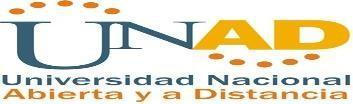 UNAD
Universidad Nacional
Abierta y a Distancia